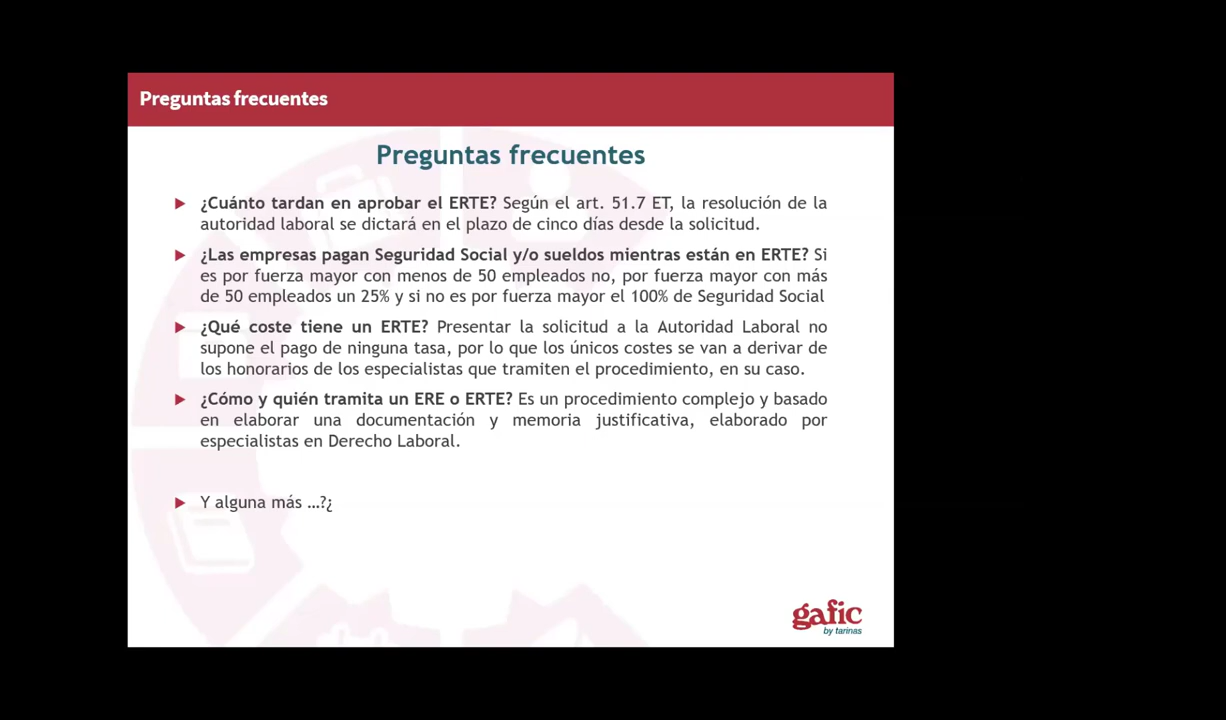 Preguntas frecuentes
Preguntas frecuentes
¿Cuánto tardan en aprobar el ERTE? Según el art. 51.7 ET, la resolución de la
autoridad laboral se dictará en el plazo de cinco días desde la solicitud.
¿Las empresas pagan Seguridad Social y/o sueldos mientras están en ERTE? Si
es por fuerza mayor con menos de 50 empleados no, por fuerza mayor con más
de 50 empleados un 25% y si no es por fuerza mayor el 100% de Seguridad Social
¿Qué coste tiene un ERTE? Presentar la solicitud a la Autoridad Laboral no
supone el pago de ninguna tasa, por lo que los únicos costes se van a derivar de
los honorarios de los especialistas que tramiten el procedimiento, en su caso.
¿Cómo y quién tramita un ERE o ERTE? Es un procedimiento complejo y basado
en elaborar una documentación y memoria justificativa, elaborado por
especialistas en Derecho Laboral.
Y alguna más …?¿
gafic
by tarinas